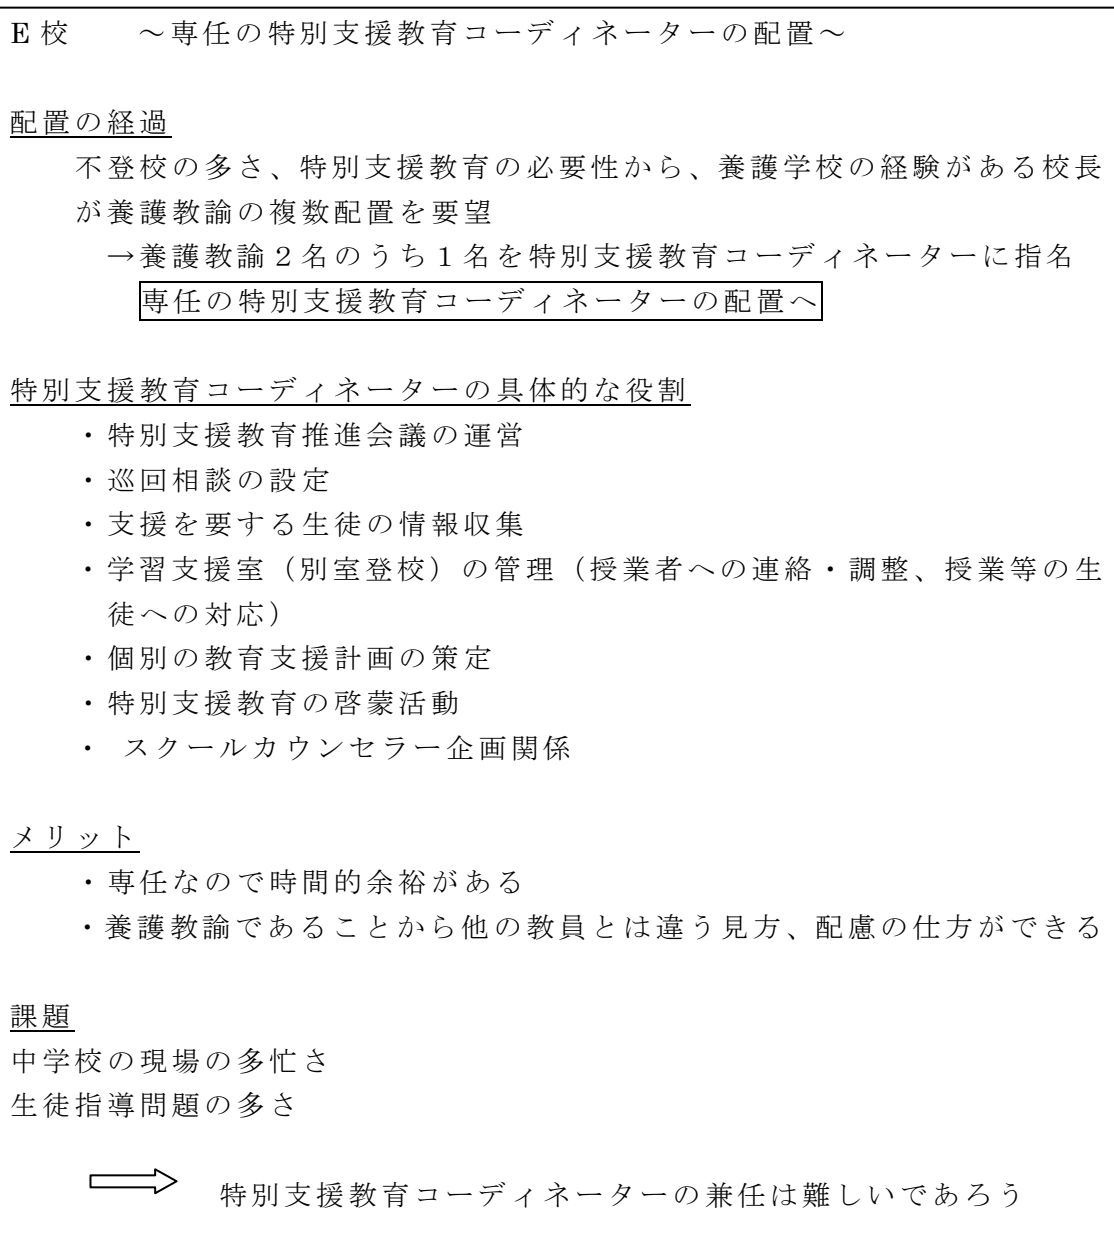 E校　　～専任の特別支援教育コーディネーターの配置～
配置の経過
不登校の多さ、特別支援教育の必要性から、養護学校の経験がある校長
が養護教諭の複数配置を要望
→養護教諭２名のうち１名を特別支援教育コーディネーターに指名
専任の特別支援教育コーディネーターの配置へ
特別支援教育コーディネーターの具体的な役割
・特別支援教育推進会議の運営
・巡回相談の設定
・支援を要する生徒の情報収集
・学習支援室（別室登校）の管理（授業者への連絡・調整、授業等の生
徒への対応）
・個別の教育支援計画の策定
・特別支援教育の啓蒙活動
・ スクールカウンセラー企画関係
メリット
・専任なので時間的余裕がある
・養護教諭であることから他の教員とは違う見方、配慮の仕方ができる
課題
中学校の現場の多忙さ
生徒指導問題の多さ
特別支援教育コーディネーターの兼任は難しいであろう